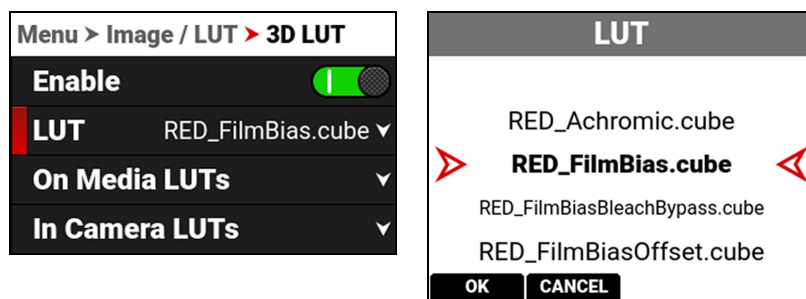 Menu > Image / LUT > 3D LUT
Enable
LUT RED_FilmBias.cube
On Media LUTs
In Camera LUTs
LUT
RED_Achromic.cube
RED_FilmBias.cube
RED_FilmBiasBleachBypass.cube
RED_FilmBiasOffset.cube
OK CANCEL